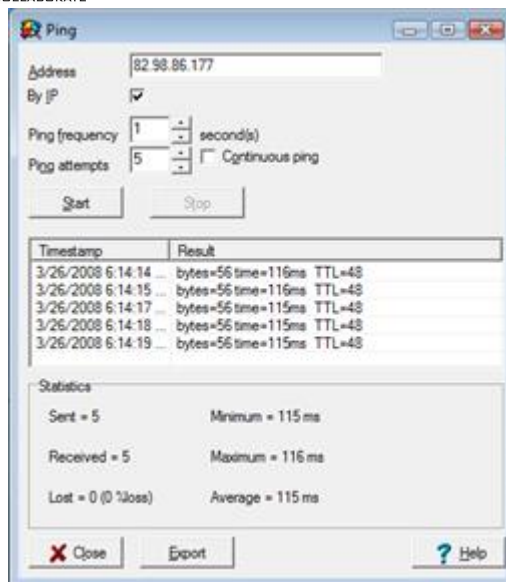 COLLABORATE
Ping
Address 82.98.86.177
By IP
Ping frequency 1 second(s)
Ping attempts 5 Continuous ping
Start Stop
Timestamp Result
3/26/2008 6:14:14 ... bytes=56 time=116ms TTL=48
3/26/2008 6:14:15 ... bytes=56 time=116ms TTL=48
3/26/2008 6:14:17 ... bytes=56 time=115ms TTL=48
3/26/2008 6:14:18 ... bytes=56 time=115ms TTL=48
3/26/2008 6:14:19 ... bytes=56 time=115ms TTL=48
Statistics
Sent = 5 Minimum = 115 ms
Received = 5 Maximum = 116 ms
Lost = 0 (0 %loss) Average = 115 ms
Close Export ? Help